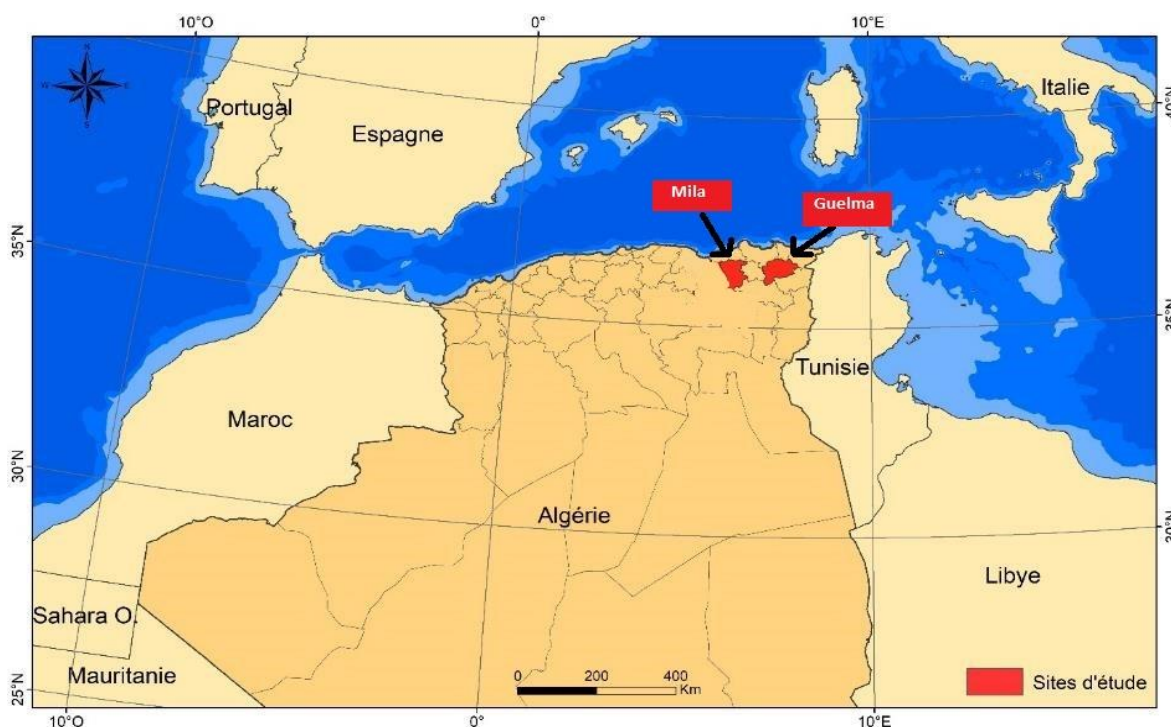 10°O
0°
10°E
N
W
E
S
Portugal
Espagne
Italie
40°N
Mila
Guelma
35°N
35°N
Tunisie
Maroc
30°N
Algérie
30°N
Libye
Sahara O.
Mauritanie
0 200 400
Km
Sites d'étude
25°N
10°O
0°
10°E